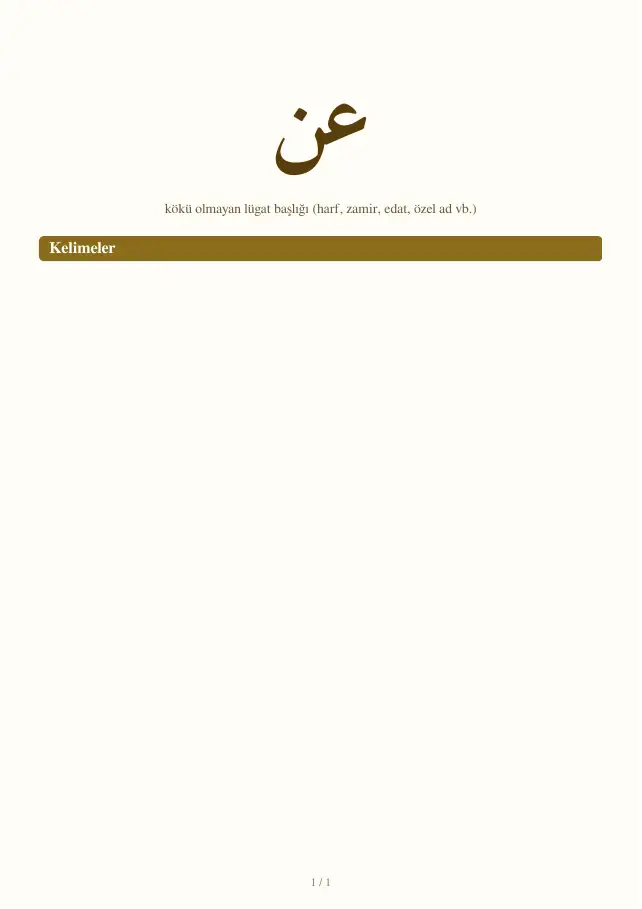 عن
kökü olmayan lügat başlığı (harf, zamir, edat, özel ad vb.)
Kelimeler
1 / 1